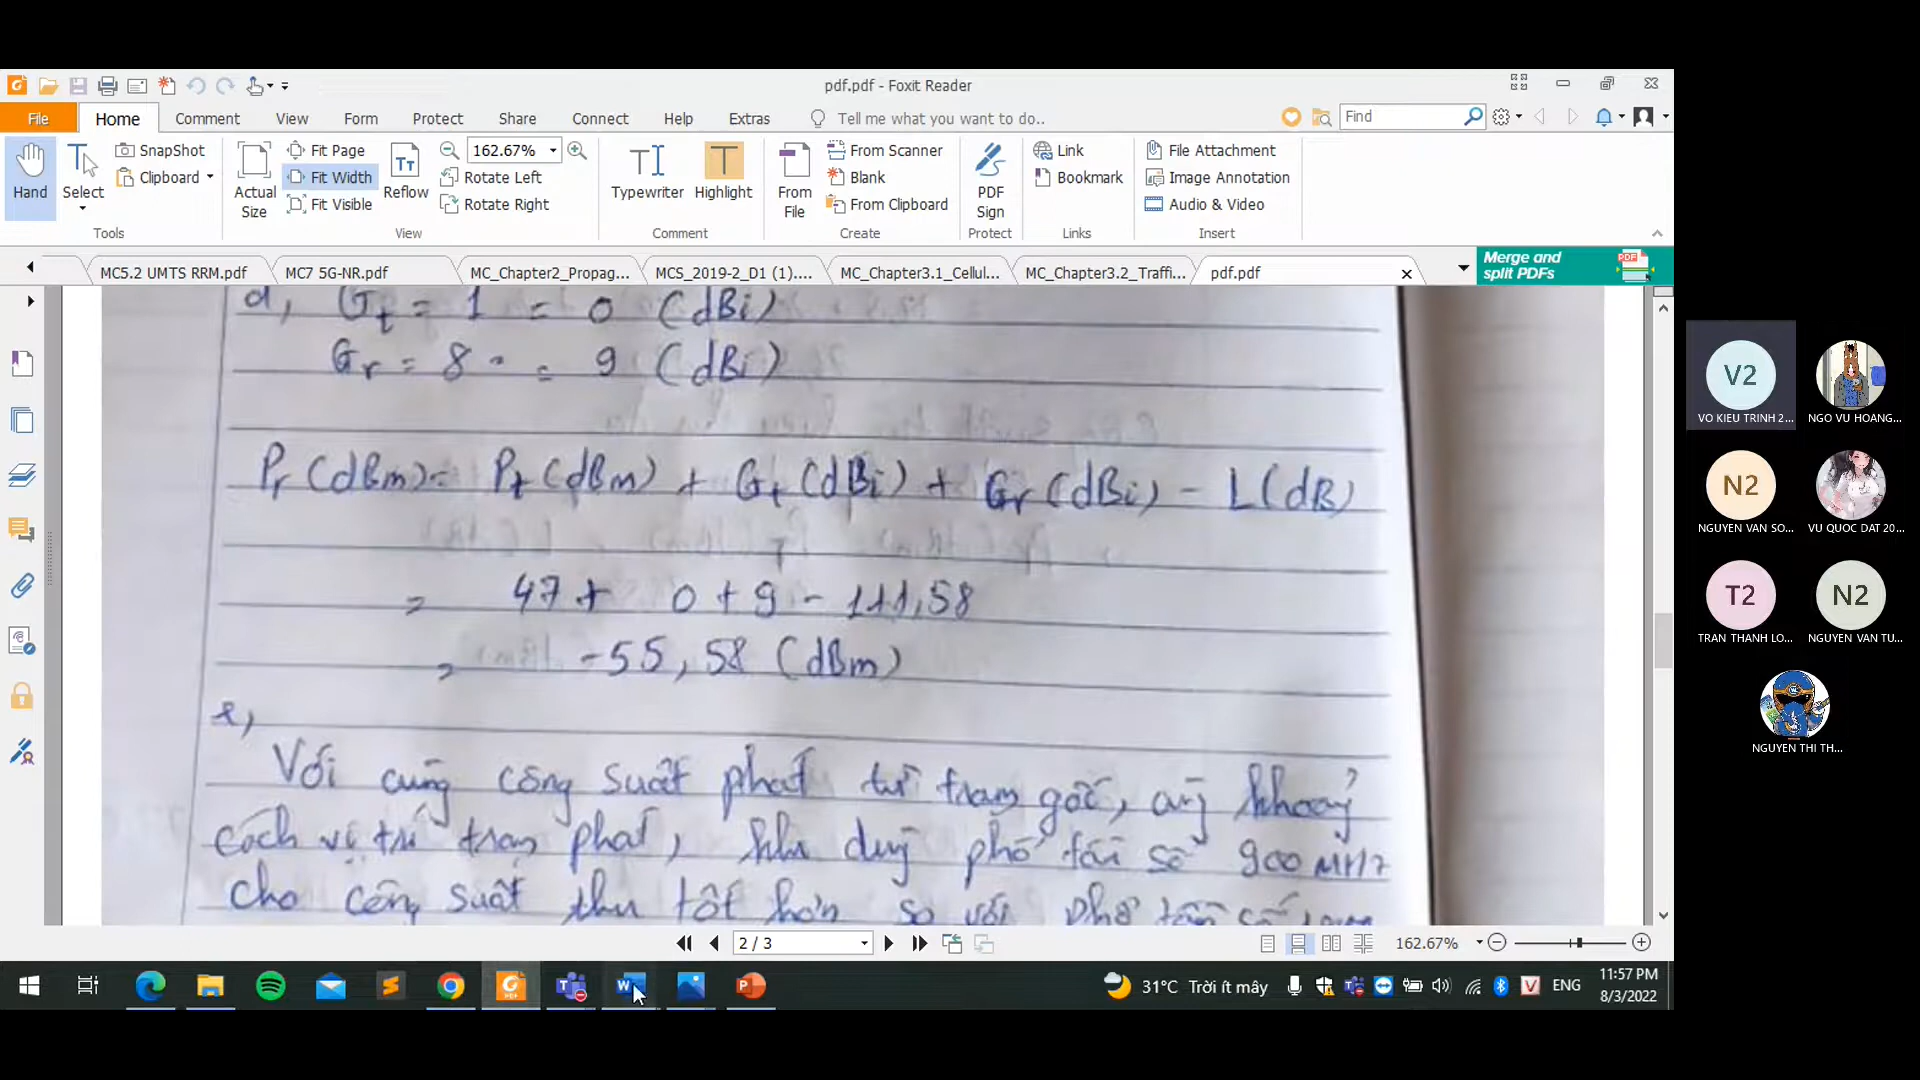 pdf.pdf - Foxit Reader
File
Home
Comment
View
Form
Protect
Share
Connect
Help
Extras
Tell me what you want to do..
Find
Hand
Select
SnapShot
Clipboard
Tools
Actual Size
Fit Page
Fit Width
Fit Visible
Reflow
162.67%
Rotate Left
Rotate Right
View
Typewriter
Highlight
Comment
From File
From Scanner
Blank
From Clipboard
Create
PDF Sign
Protect
Link
Bookmark
Links
File Attachment
Image Annotation
Audio & Video
Insert
MC5.2 UMTS RRM.pdf
MC7 5G-NR.pdf
MC_Chapter2_Propag...
MCS_2019-2_D1 (1)....
MC_Chapter3.1_Cellul...
MC_Chapter3.2_Traffi...
pdf.pdf
Merge and split PDFs
PDF
d, Gt = 1 = 0 (dBi)
Gr = 8 = 9 (dBi)
Pr (dBm) = Pt (dBm) + Gt (dBi) + Gr (dBi) - L (dB)
= 47 + 0 + 9 - 111,58
= -55,58 (dBm)
e,
Với cùng công suất phát từ trạm gốc, cùng khoảng
cách vị trí trạm phát, khi dùng phổ tần số 900 MHz
cho công suất thu tốt hơn so với phổ tần số
2 / 3
162.67%
31°C Trời ít mây
ENG
11:57 PM
8/3/2022
V2
VO KIEU TRINH 2...
NGO VU HOANG...
N2
NGUYEN VAN SO...
VU QUOC DAT 20...
T2
TRAN THANH LO...
N2
NGUYEN VAN TU...
NGUYEN THI TH...